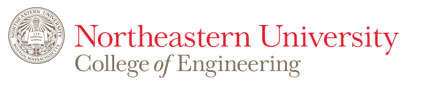 Northeastern University
College of Engineering